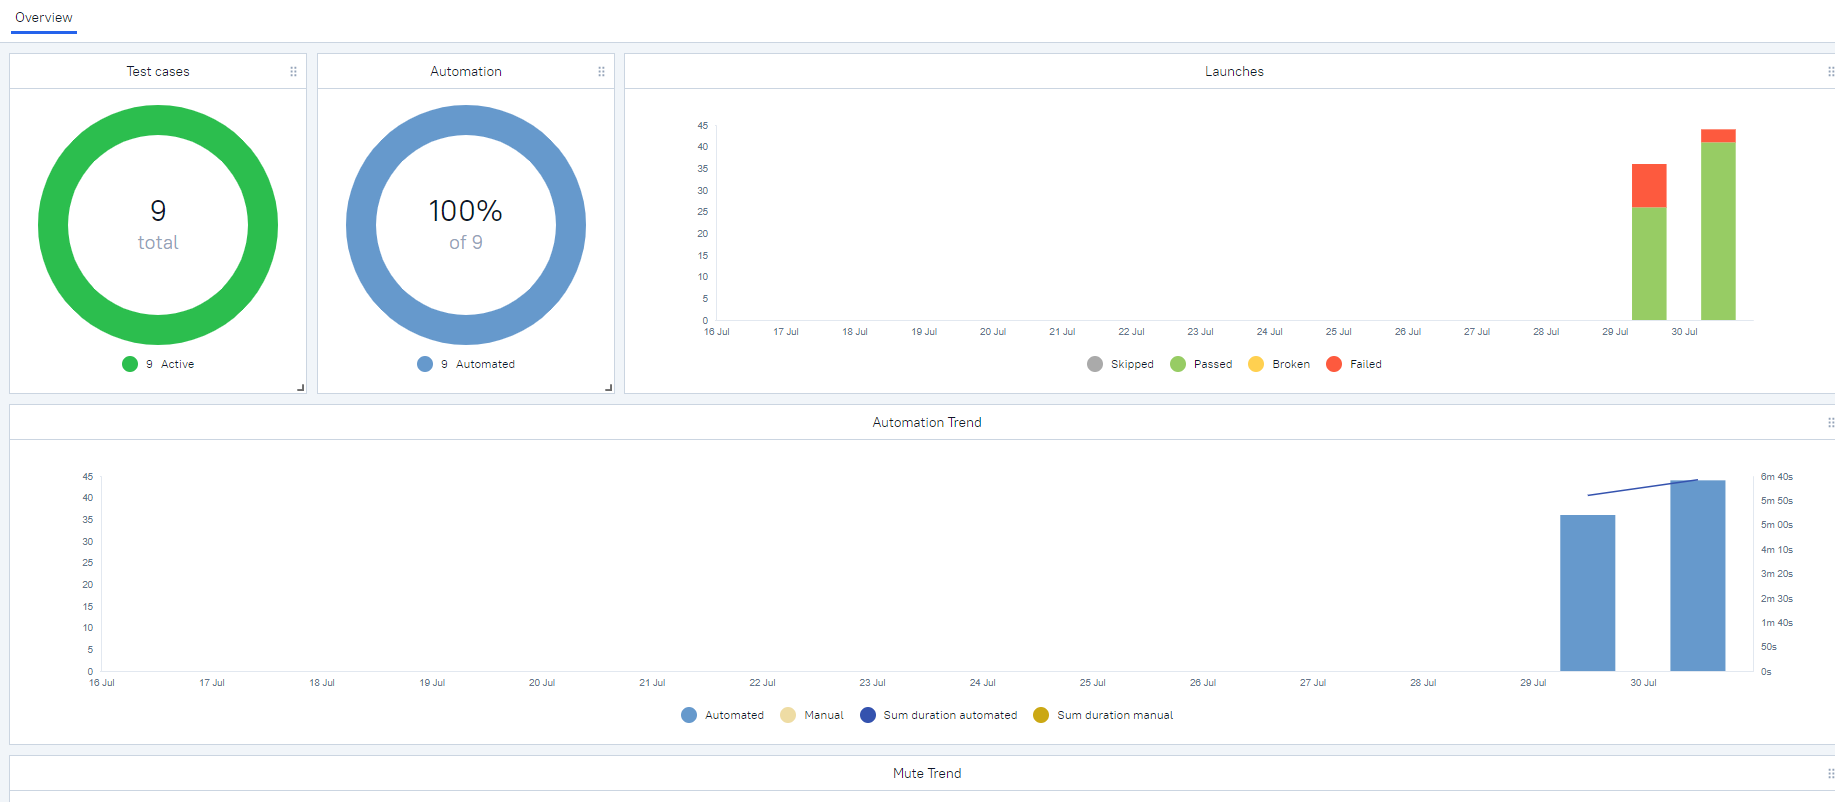 Overview
Test cases
9
total
9 Active
Automation
100%
of 9
9 Automated
Launches
45
40
35
30
25
20
15
10
5
0
16 Jul 17 Jul 18 Jul 19 Jul 20 Jul 21 Jul 22 Jul 23 Jul 24 Jul 25 Jul 26 Jul 27 Jul 28 Jul 29 Jul 30 Jul
Skipped Passed Broken Failed
Automation Trend
45
40
35
30
25
20
15
10
5
0
6m 40s
5m 50s
5m 00s
4m 10s
3m 20s
2m 30s
1m 40s
50s
0s
16 Jul 17 Jul 18 Jul 19 Jul 20 Jul 21 Jul 22 Jul 23 Jul 24 Jul 25 Jul 26 Jul 27 Jul 28 Jul 29 Jul 30 Jul
Automated Manual Sum duration automated Sum duration manual
Mute Trend